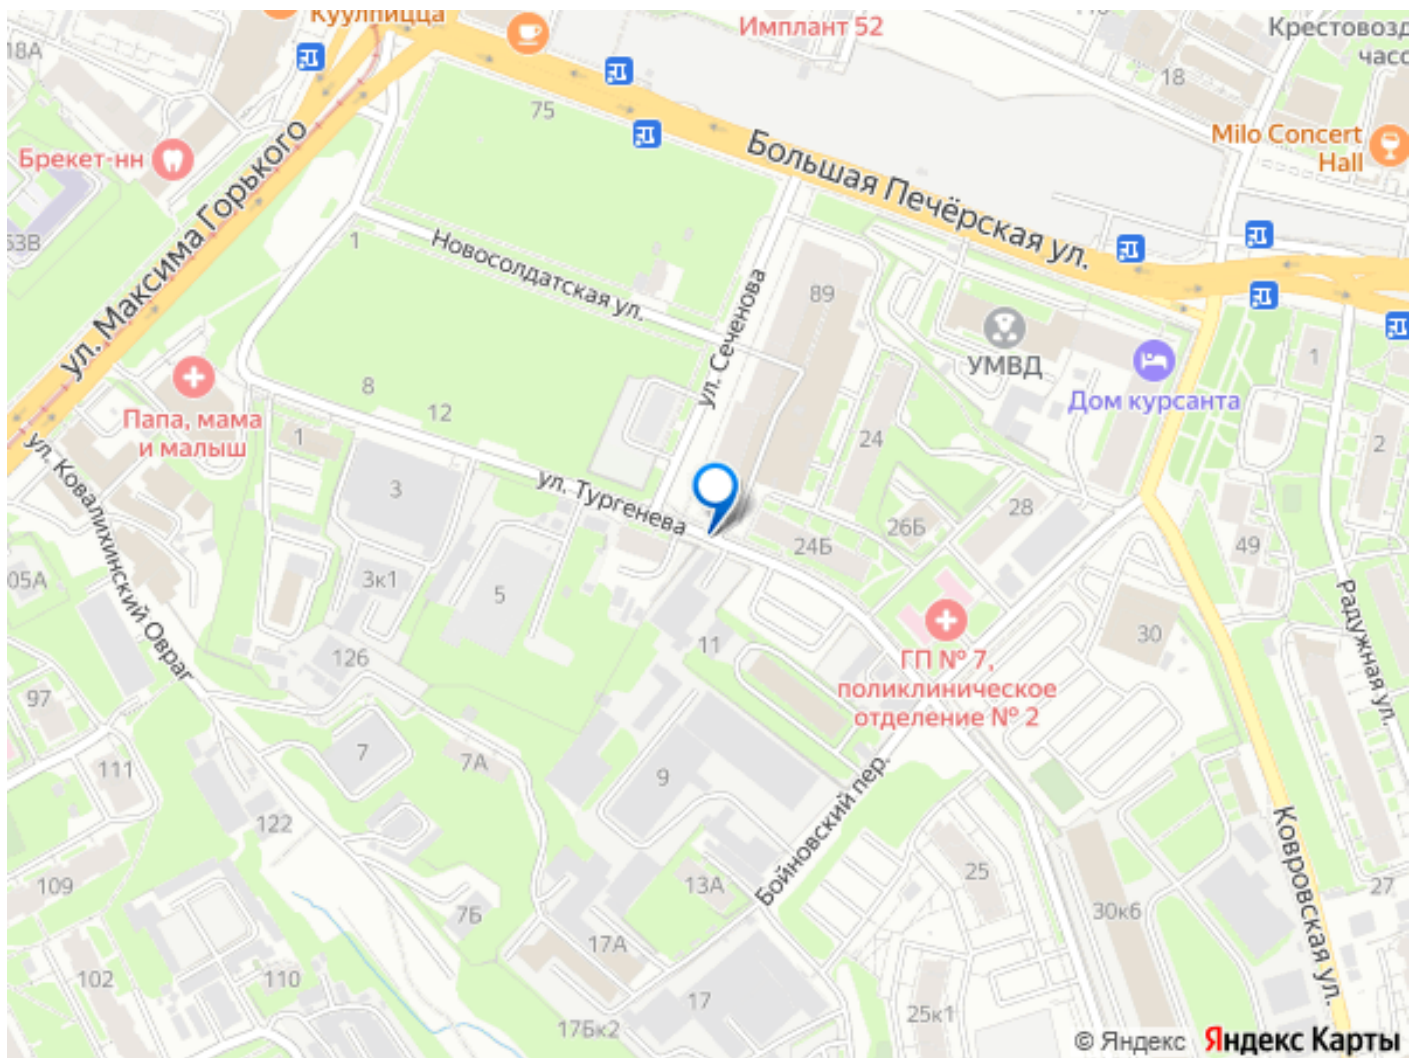 Куулпицца
Имплант 52
Крестовозд
часо
18А
75
18
Milo Concert
Hall
Брекет-нн
ул. Максима Горького
Большая Печёрская ул.
53В
1
Новосолдатская ул.
ул. Сеченова
89
УМВД
Дом курсанта
1
8
12
Папа, мама
и малыш
1
24
2
ул. Ковалихинский Овраг
3
ул. Тургенева
26Б
28
24Б
49
05А
3к1
5
Радужная ул.
11
30
ГП № 7,
поликлиническое
отделение № 2
126
97
7
7А
9
111
Бойновский пер.
122
Ковровская ул.
109
13А
25
27
7Б
30к6
17А
102
110
17
17Бк2
25к1
© Яндекс Яндекс Карты